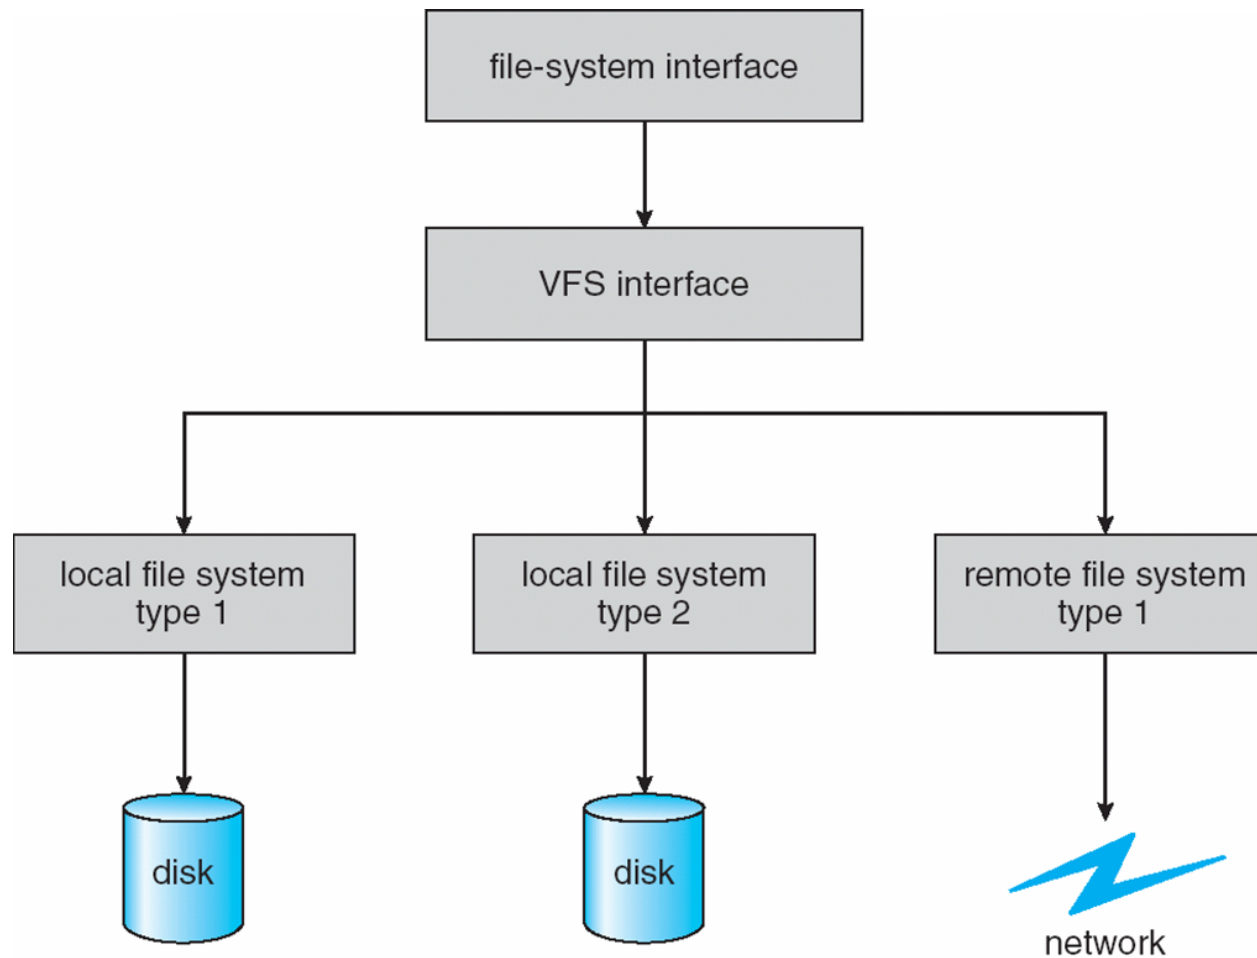 file-system interface
VFS interface
local file system
type 1
local file system
type 2
remote file system
type 1
disk
disk
network